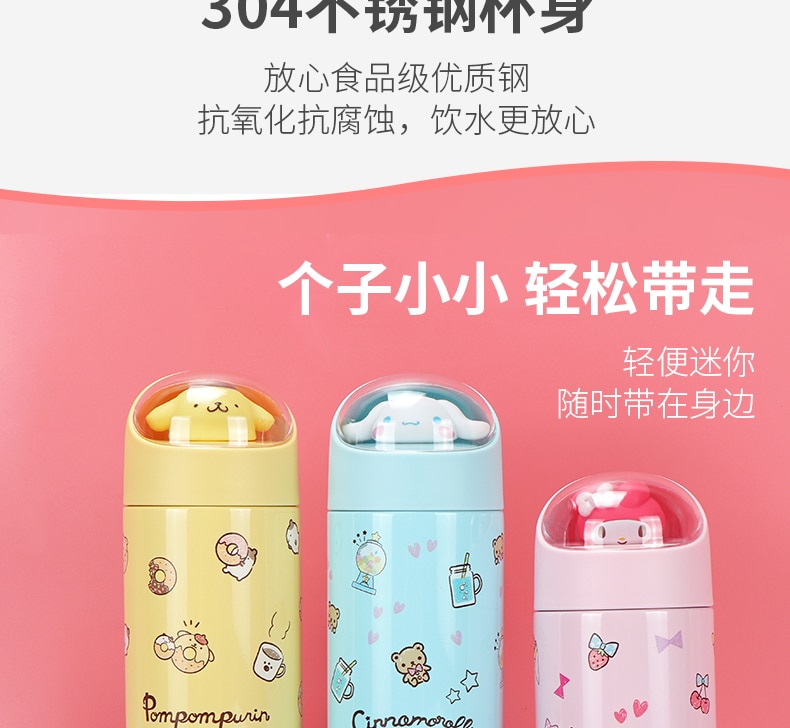 304不锈钢杯身
放心食品级优质钢
抗氧化抗腐蚀，饮水更放心
个子小小 轻松带走
轻便迷你
随时带在身边
Pompompurin
Cinnamoroll